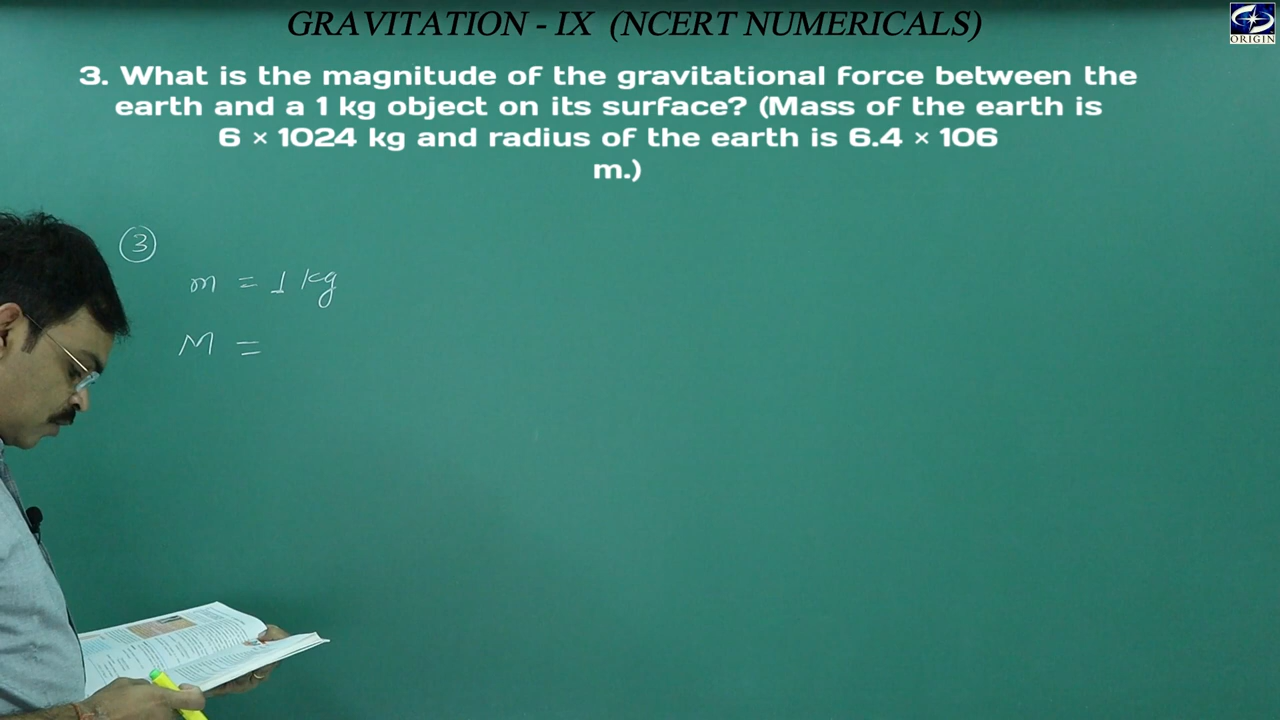 GRAVITATION - IX (NCERT NUMERICALS)
ORIGIN
3. What is the magnitude of the gravitational force between the
earth and a 1 kg object on its surface? (Mass of the earth is
6 × 1024 kg and radius of the earth is 6.4 × 106
m.)
3
m = 1 kg
M =